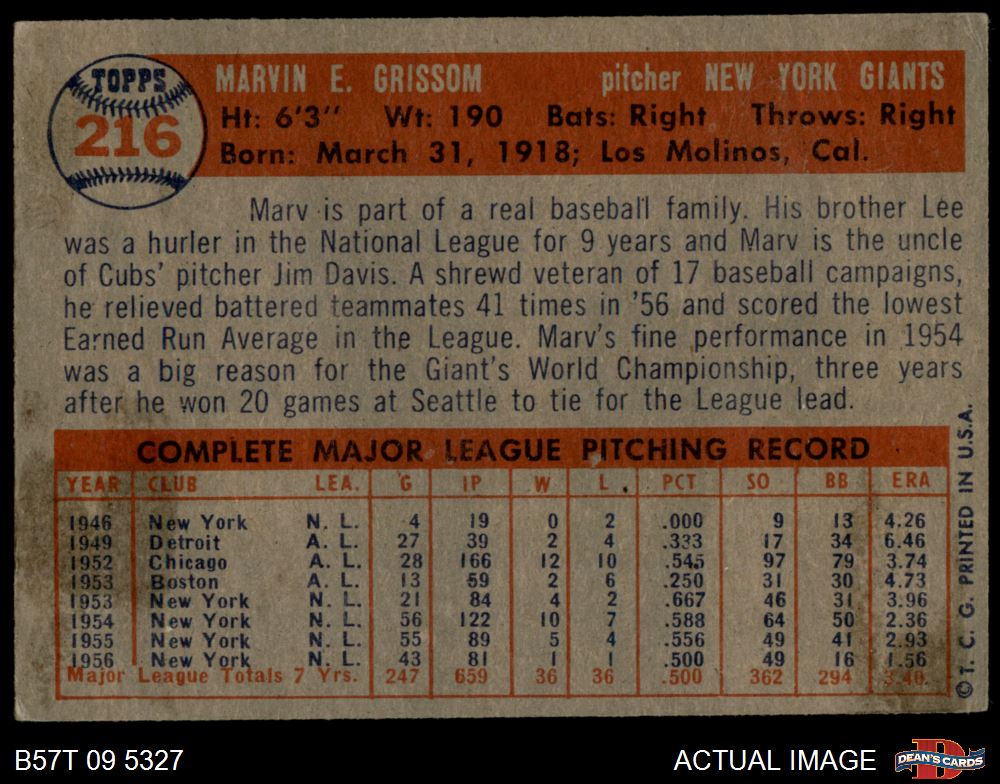 TOPPS
216
MARVIN E. GRISSOM pitcher NEW YORK GIANTS
Ht: 6'3" Wt: 190 Bats: Right Throws: Right
Born: March 31, 1918; Los Molinos, Cal.
Marv is part of a real baseball family. His brother Lee
was a hurler in the National League for 9 years and Marv is the uncle
of Cubs' pitcher Jim Davis. A shrewd veteran of 17 baseball campaigns,
he relieved battered teammates 41 times in '56 and scored the lowest
Earned Run Average in the League. Marv's fine performance in 1954
was a big reason for the Giant's World Championship, three years
after he won 20 games at Seattle to tie for the League lead.
COMPLETE MAJOR LEAGUE PITCHING RECORD
YEAR CLUB LEA. G IP W L PCT SO BB ERA
1946 New York N. L. 4 19 0 2 .000 9 13 4.26
1949 Detroit A. L. 27 39 2 4 .333 17 34 6.46
1952 Chicago A. L. 28 166 12 10 .545 97 79 3.74
1953 Boston A. L. 13 59 2 6 .250 31 30 4.73
1953 New York N. L. 21 84 4 2 .667 46 31 3.96
1954 New York N. L. 56 122 10 7 .588 64 50 2.36
1955 New York N. L. 55 89 5 4 .556 49 41 2.93
1956 New York N. L. 43 81 1 1 .500 49 16 1.56
Major League Totals 7 Yrs. 247 659 36 36 .500 362 294 3.40
© T. C. G. PRINTED IN U.S.A.
B57T 09 5327 ACTUAL IMAGE
DEAN'S CARDS